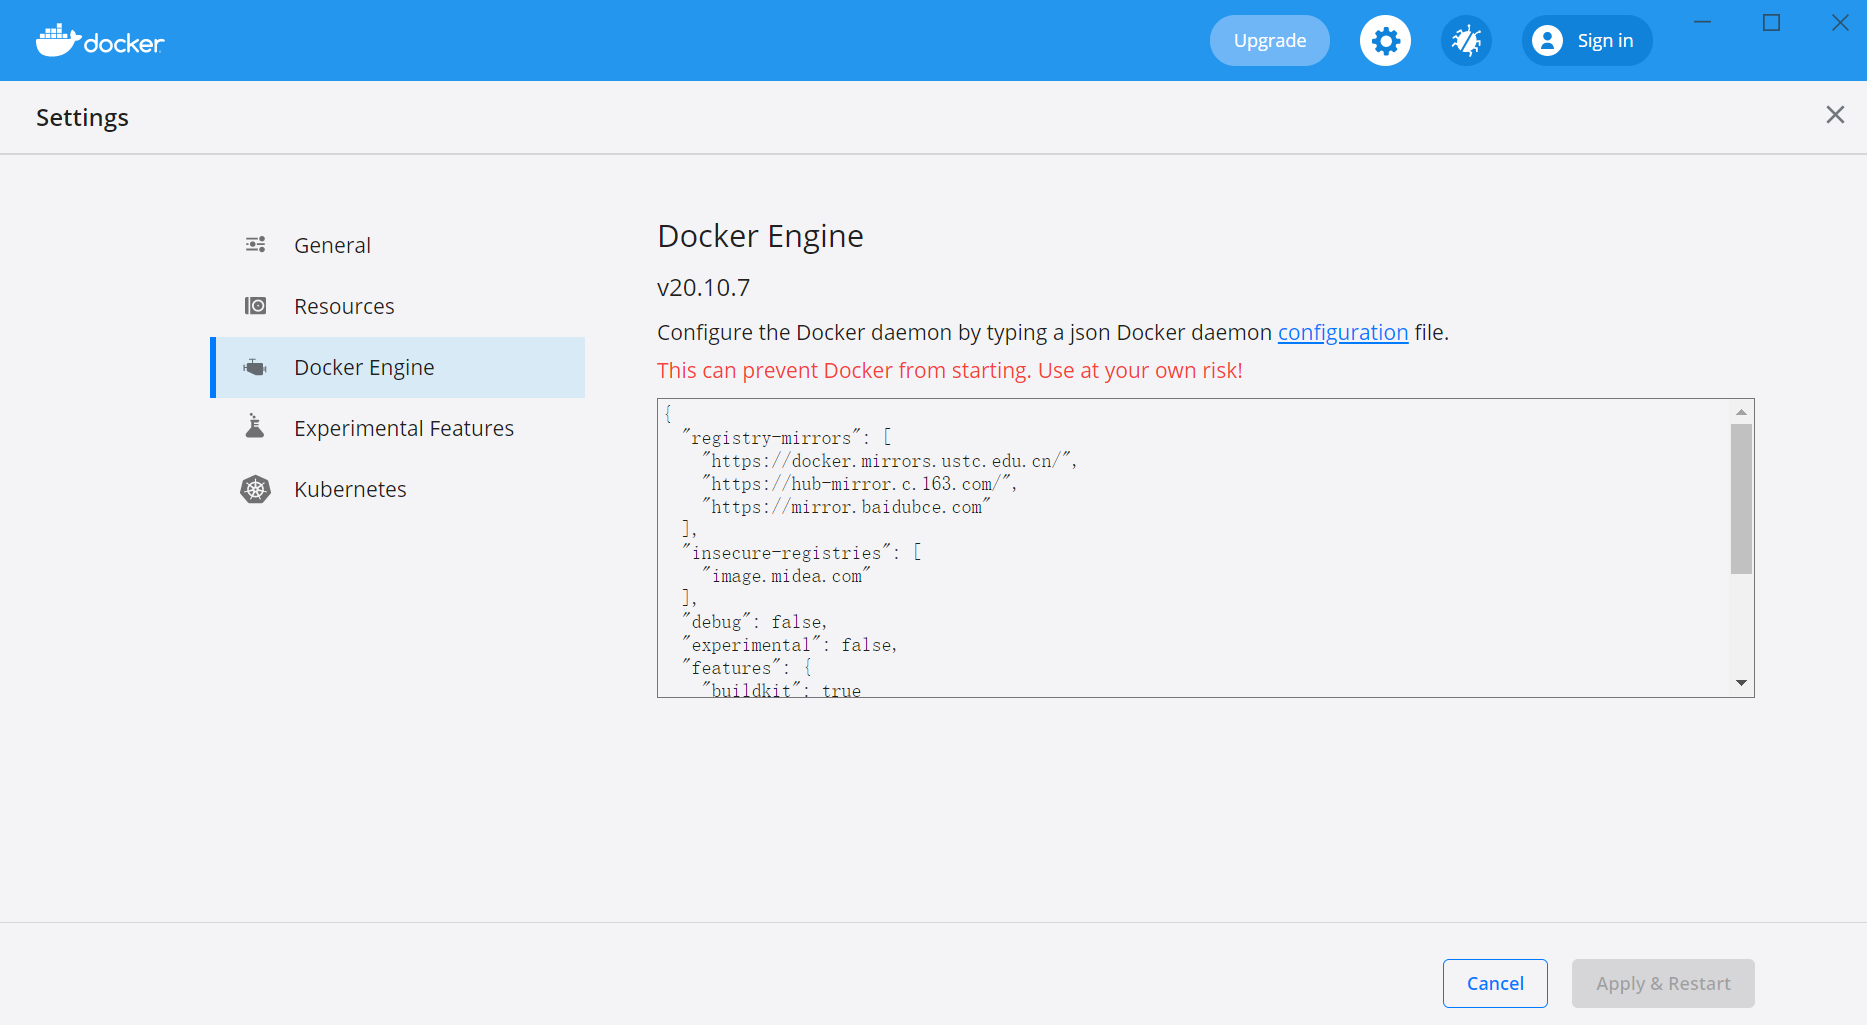 docker
Upgrade
Sign in
Settings
General
Resources
Docker Engine
Experimental Features
Kubernetes
Docker Engine
v20.10.7
Configure the Docker daemon by typing a json Docker daemon configuration file.
This can prevent Docker from starting. Use at your own risk!
{
  "registry-mirrors": [
    "https://docker.mirrors.ustc.edu.cn/",
    "https://hub-mirror.c.163.com/",
    "https://mirror.baidubce.com"
  ],
  "insecure-registries": [
    "image.midea.com"
  ],
  "debug": false,
  "experimental": false,
  "features": {
    "buildkit": true
Cancel
Apply & Restart